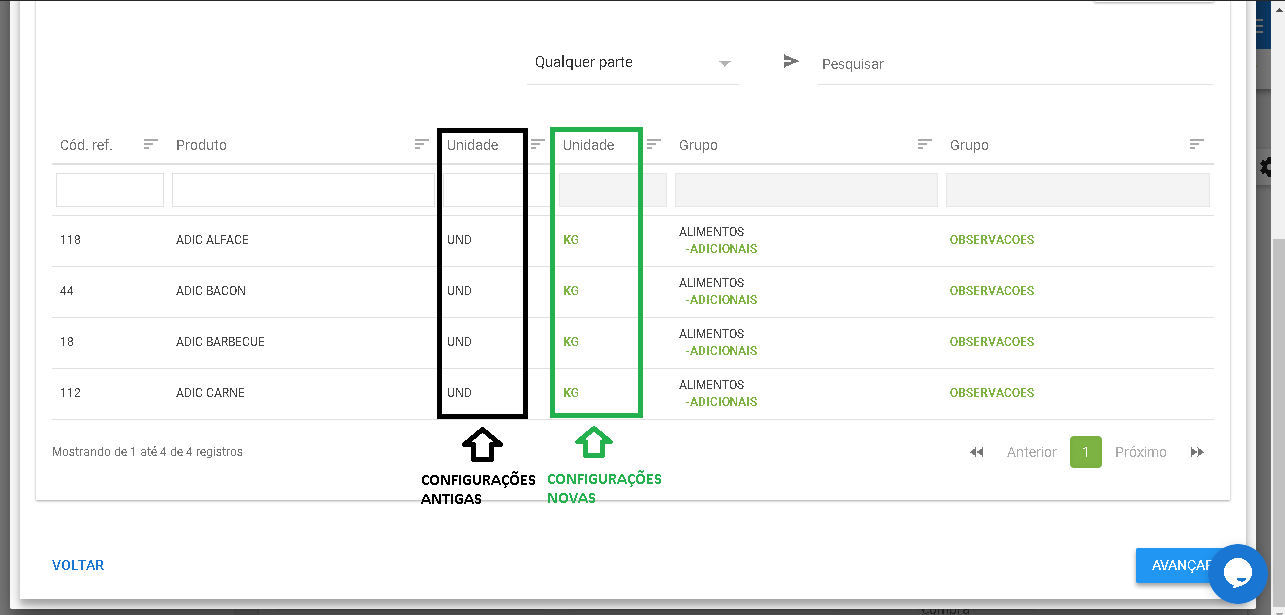 Qualquer parte
Pesquisar
Cód. ref. Produto Unidade Unidade Grupo Grupo
118 ADIC ALFACE UND KG ALIMENTOS OBSERVACOES
-ADICIONAIS
44 ADIC BACON UND KG ALIMENTOS OBSERVACOES
-ADICIONAIS
18 ADIC BARBECUE UND KG ALIMENTOS OBSERVACOES
-ADICIONAIS
112 ADIC CARNE UND KG ALIMENTOS OBSERVACOES
-ADICIONAIS
Mostrando de 1 até 4 de 4 registros
Anterior 1 Próximo
CONFIGURAÇÕES
ANTIGAS
CONFIGURAÇÕES
NOVAS
VOLTAR
AVANÇAR